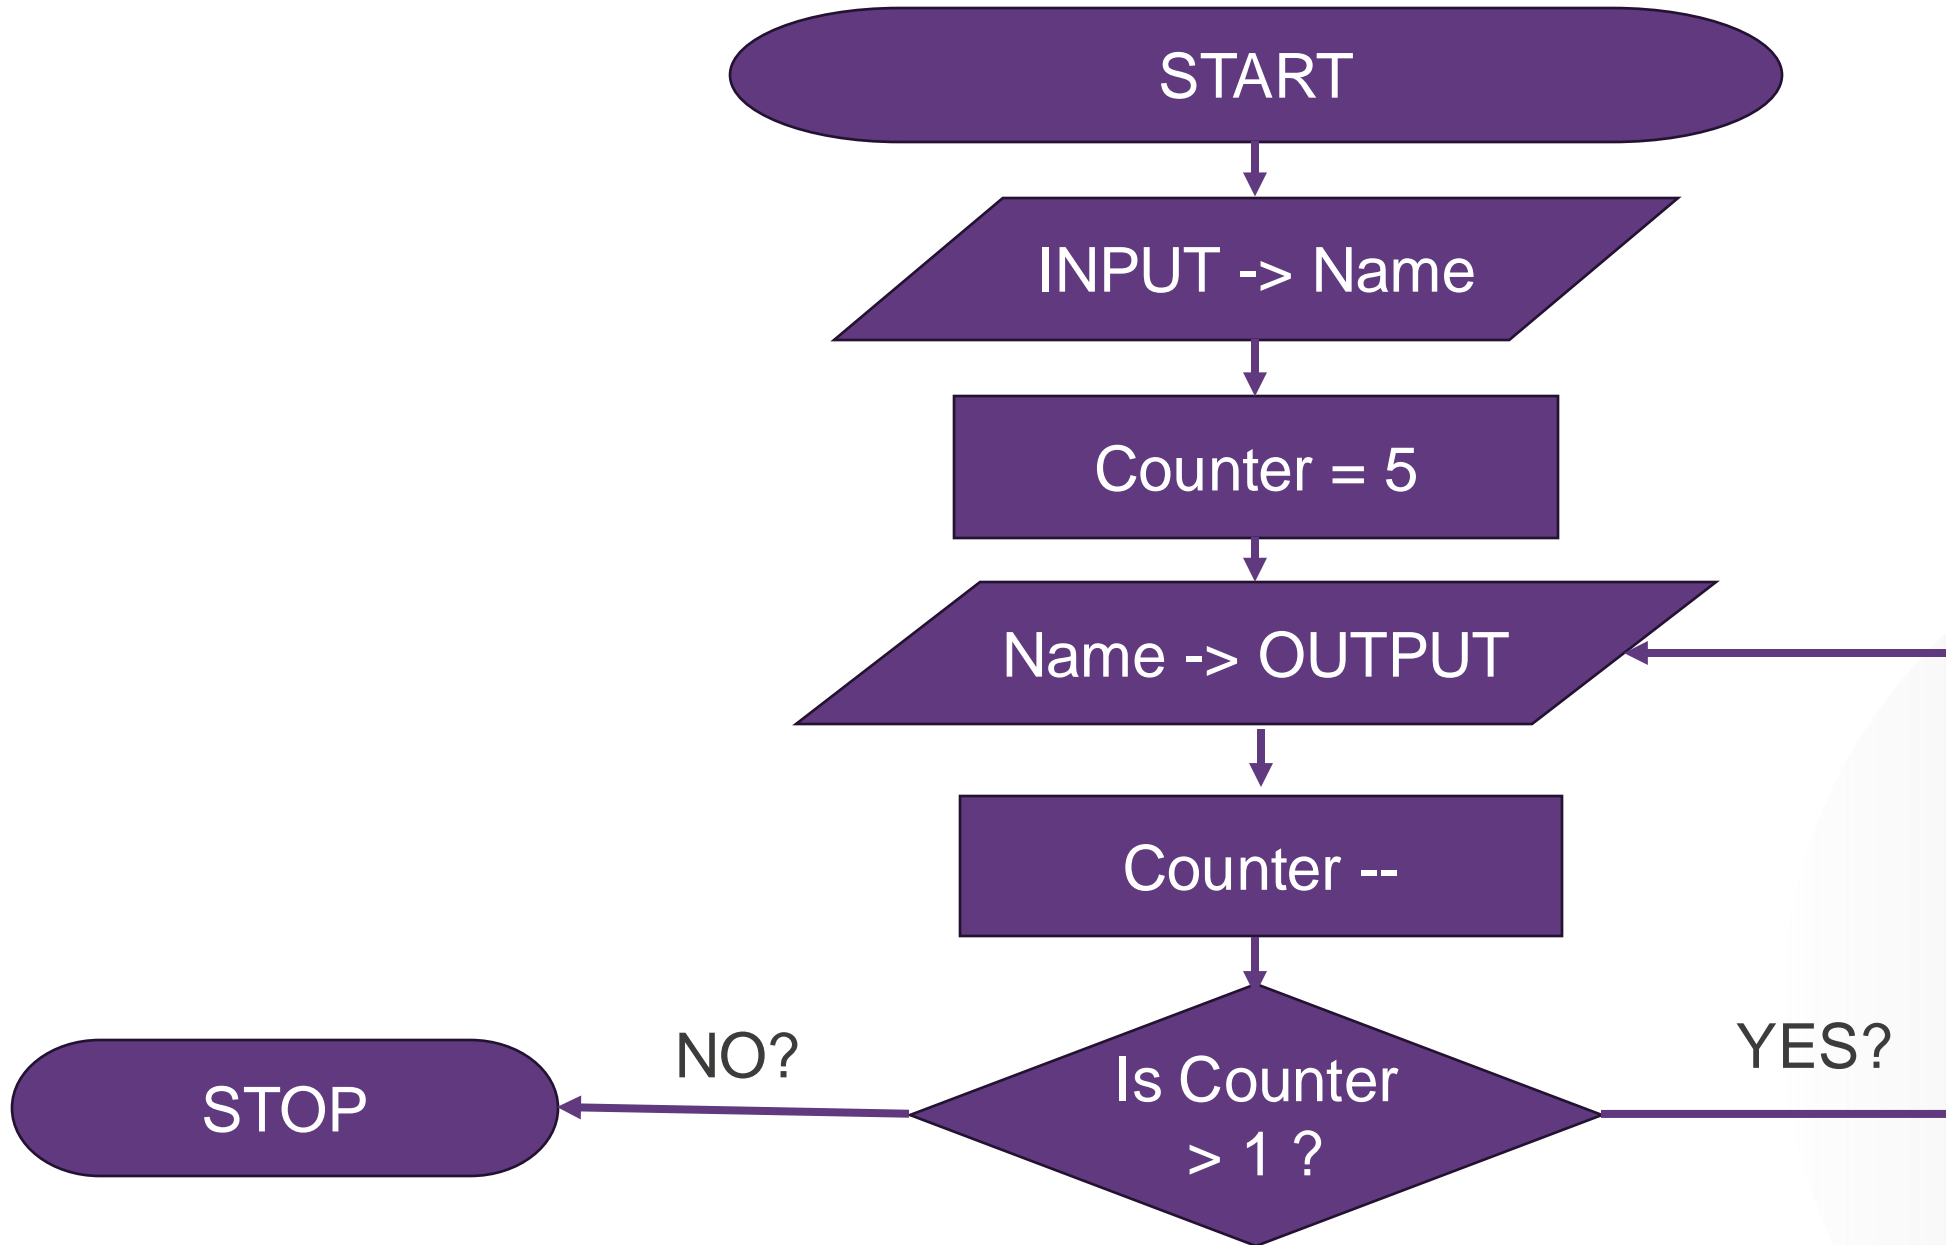 START
INPUT -> Name
Counter = 5
Name -> OUTPUT
Counter --
Is Counter
> 1 ?
NO?
YES?
STOP